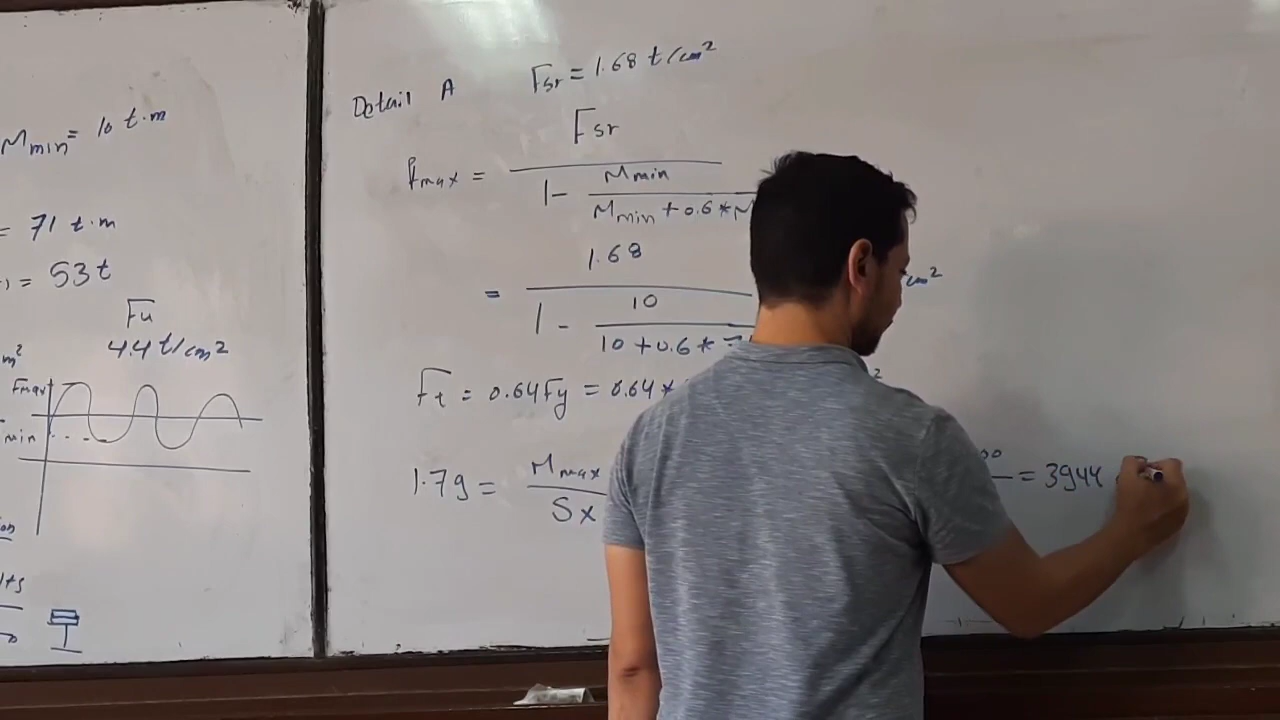 Mmin = 10 t.m
= 71 t.m
= 53 t
Fu
4.4 t/cm²
m²
Fmax
min
Detail A Fsr = 1.68 t/cm²
Fsr
fmax =
1 - Mmin
Mmin + 0.6 * M
1.68
=
1 - 10
10 + 0.6 *
cm²
Ft = 0.64 Fy = 0.64 *
1.79 = Mmax
Sx
= 3944